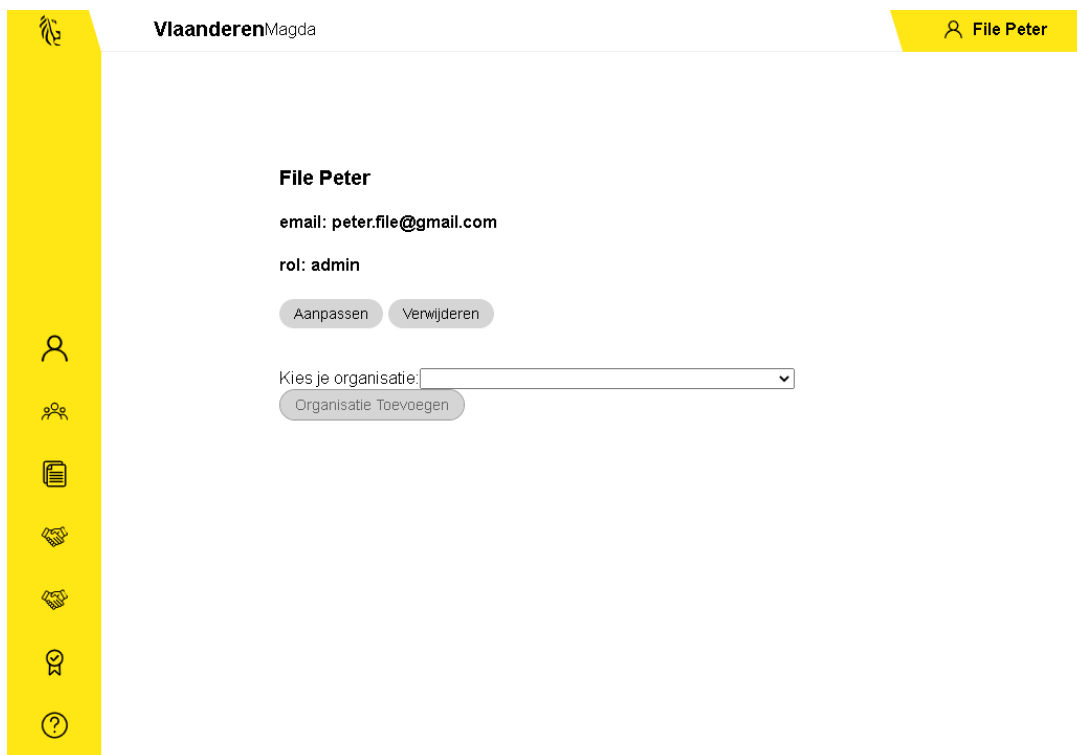 VlaanderenMagda
File Peter
File Peter
email: peter.file@gmail.com
rol: admin
Aanpassen Verwijderen
Kies je organisatie:
Organisatie Toevoegen